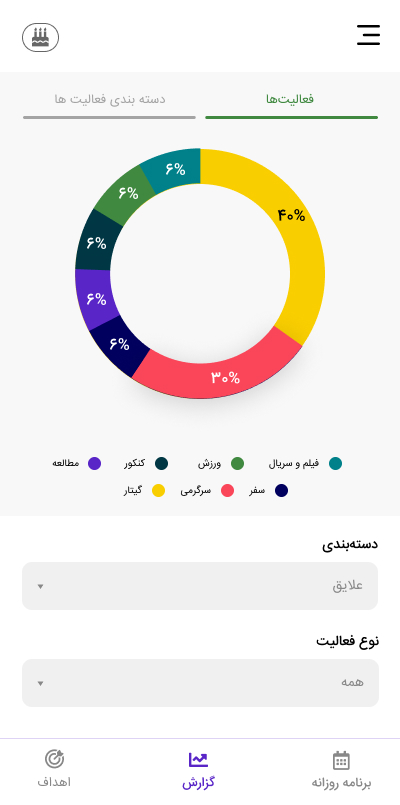 فعالیت‌ها
دسته بندی فعالیت ها
۶%
۴۰%
۶%
۶%
۶%
۶%
۳۰%
فیلم و سریال
ورزش
کنکور
مطالعه
سفر
سرگرمی
گیتار
دسته‌بندی
علایق
نوع فعالیت
همه
برنامه روزانه
گزارش
اهداف